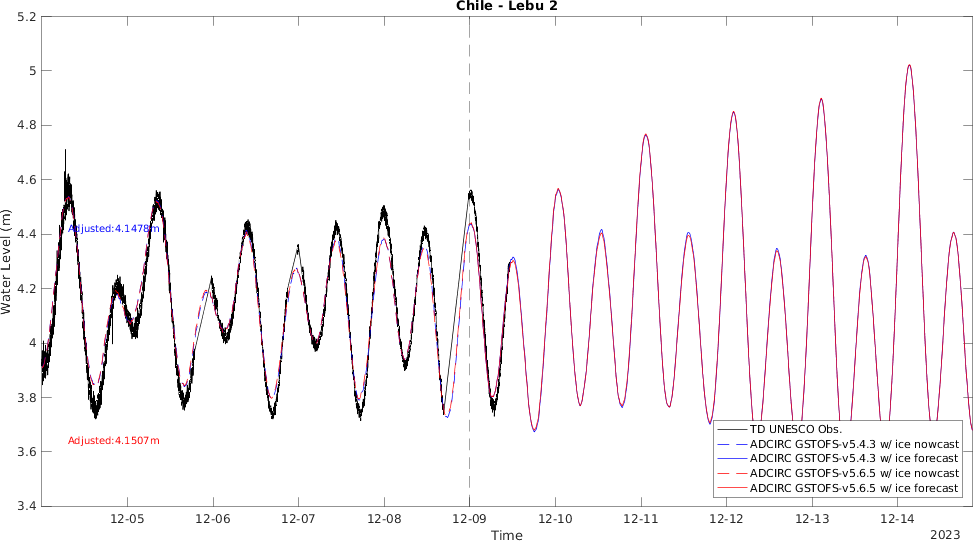 Chile - Lebu 2
5.2
5
4.8
4.6
4.4
4.2
4
3.8
3.6
3.4
Water Level (m)
Adjusted:4.1478m
Adjusted:4.1507m
TD UNESCO Obs.
ADCIRC GSTOFS-v5.4.3 w/ ice nowcast
ADCIRC GSTOFS-v5.4.3 w/ ice forecast
ADCIRC GSTOFS-v5.6.5 w/ ice nowcast
ADCIRC GSTOFS-v5.6.5 w/ ice forecast
12-05 12-06 12-07 12-08 12-09 12-10 12-11 12-12 12-13 12-14
Time
2023